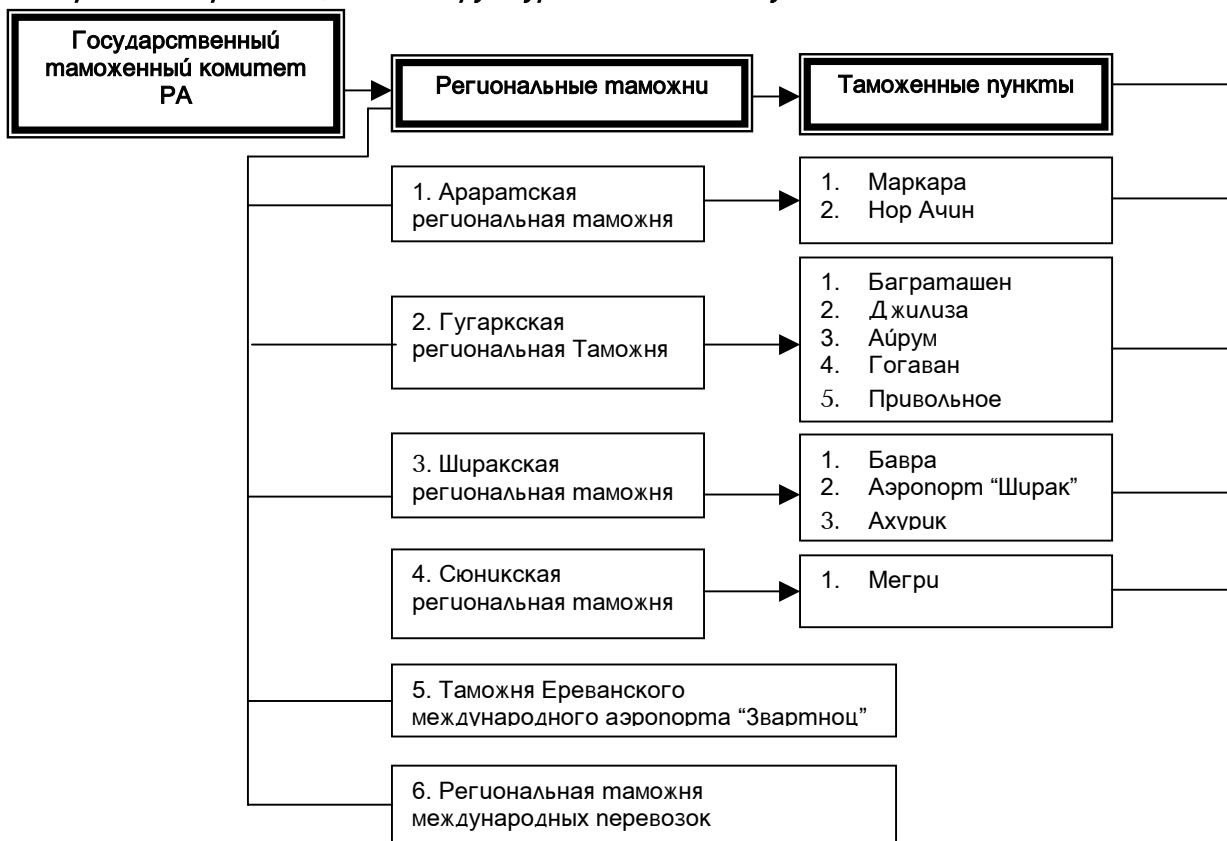 Государственный
таможенный комитет
РА
Региональные таможни
Таможенные пункты
1. Араратская
региональная таможня
1. Маркара
2. Нор Ачин
2. Гугаркская
региональная Таможня
1. Баграташен
2. Джилиза
3. Айрум
4. Гогаван
5. Привольное
3. Ширакская
региональная таможня
1. Бавра
2. Аэропорт “Ширак”
3. Ахурик
4. Сюникская
региональная таможня
1. Мегри
5. Таможня Ереванского
международного аэропорта “Звартноц”
6. Региональная таможня
международных перевозок